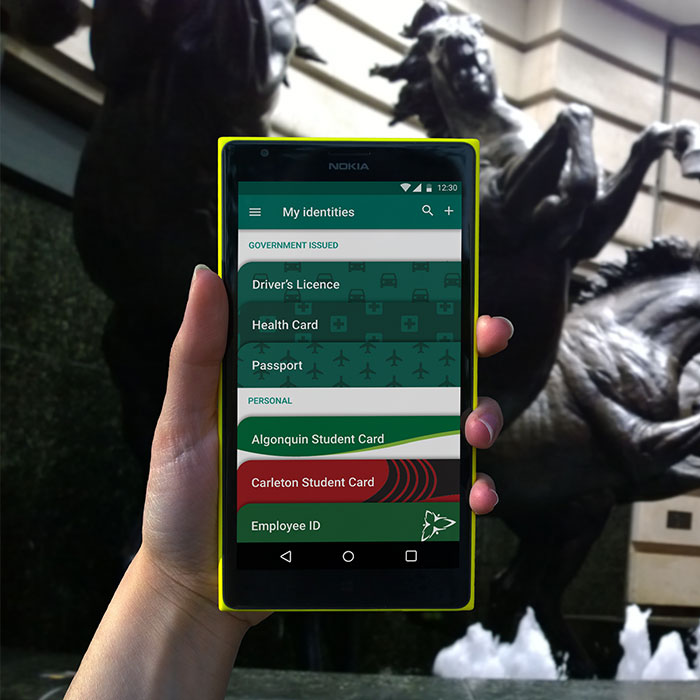 NOKIA
12:30
My identities
GOVERNMENT ISSUED
Driver's Licence
Health Card
Passport
PERSONAL
Algonquin Student Card
Carleton Student Card
Employee ID